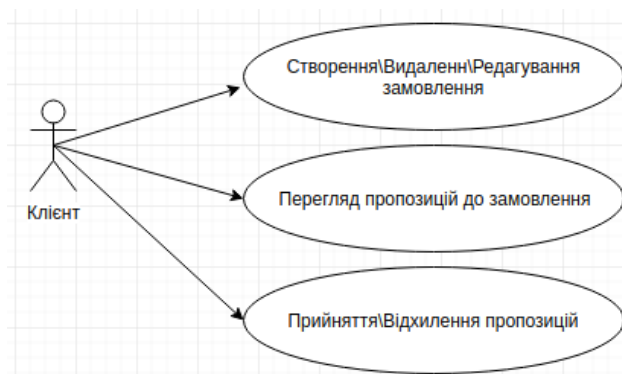 Створення\Видаленн\Редагування
замовлення
Клієнт
Перегляд пропозицій до замовлення
Прийняття\Відхилення пропозицій